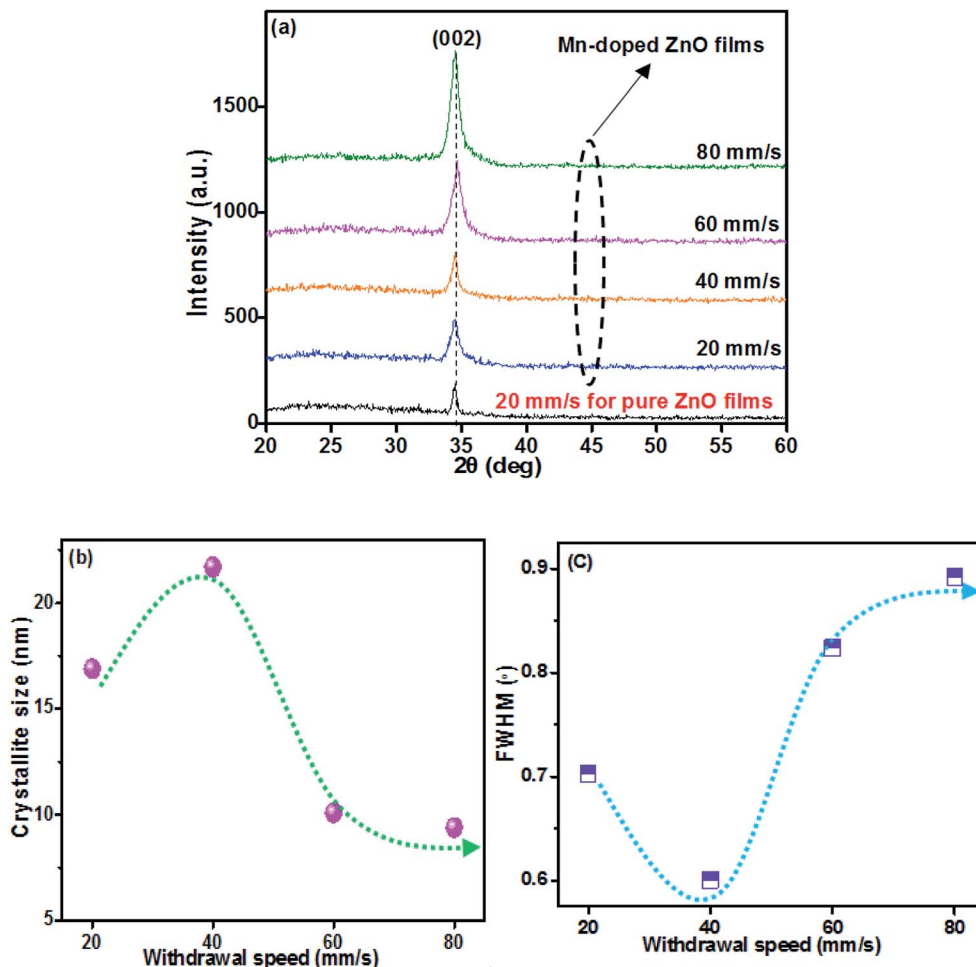 (a)
(002)
Mn-doped ZnO films
1500
80 mm/s
1000
60 mm/s
Intensity (a.u.)
40 mm/s
500
20 mm/s
20 mm/s for pure ZnO films
0
20 25 30 35 40 45 50 55 60
2θ (deg)
(b)
20
15
10
5
Crystallite size (nm)
20 40 60 80
Withdrawal speed (mm/s)
(C)
0.9
0.8
0.7
0.6
FWHM (°)
20 40 60 80
Withdrawal speed (mm/s)